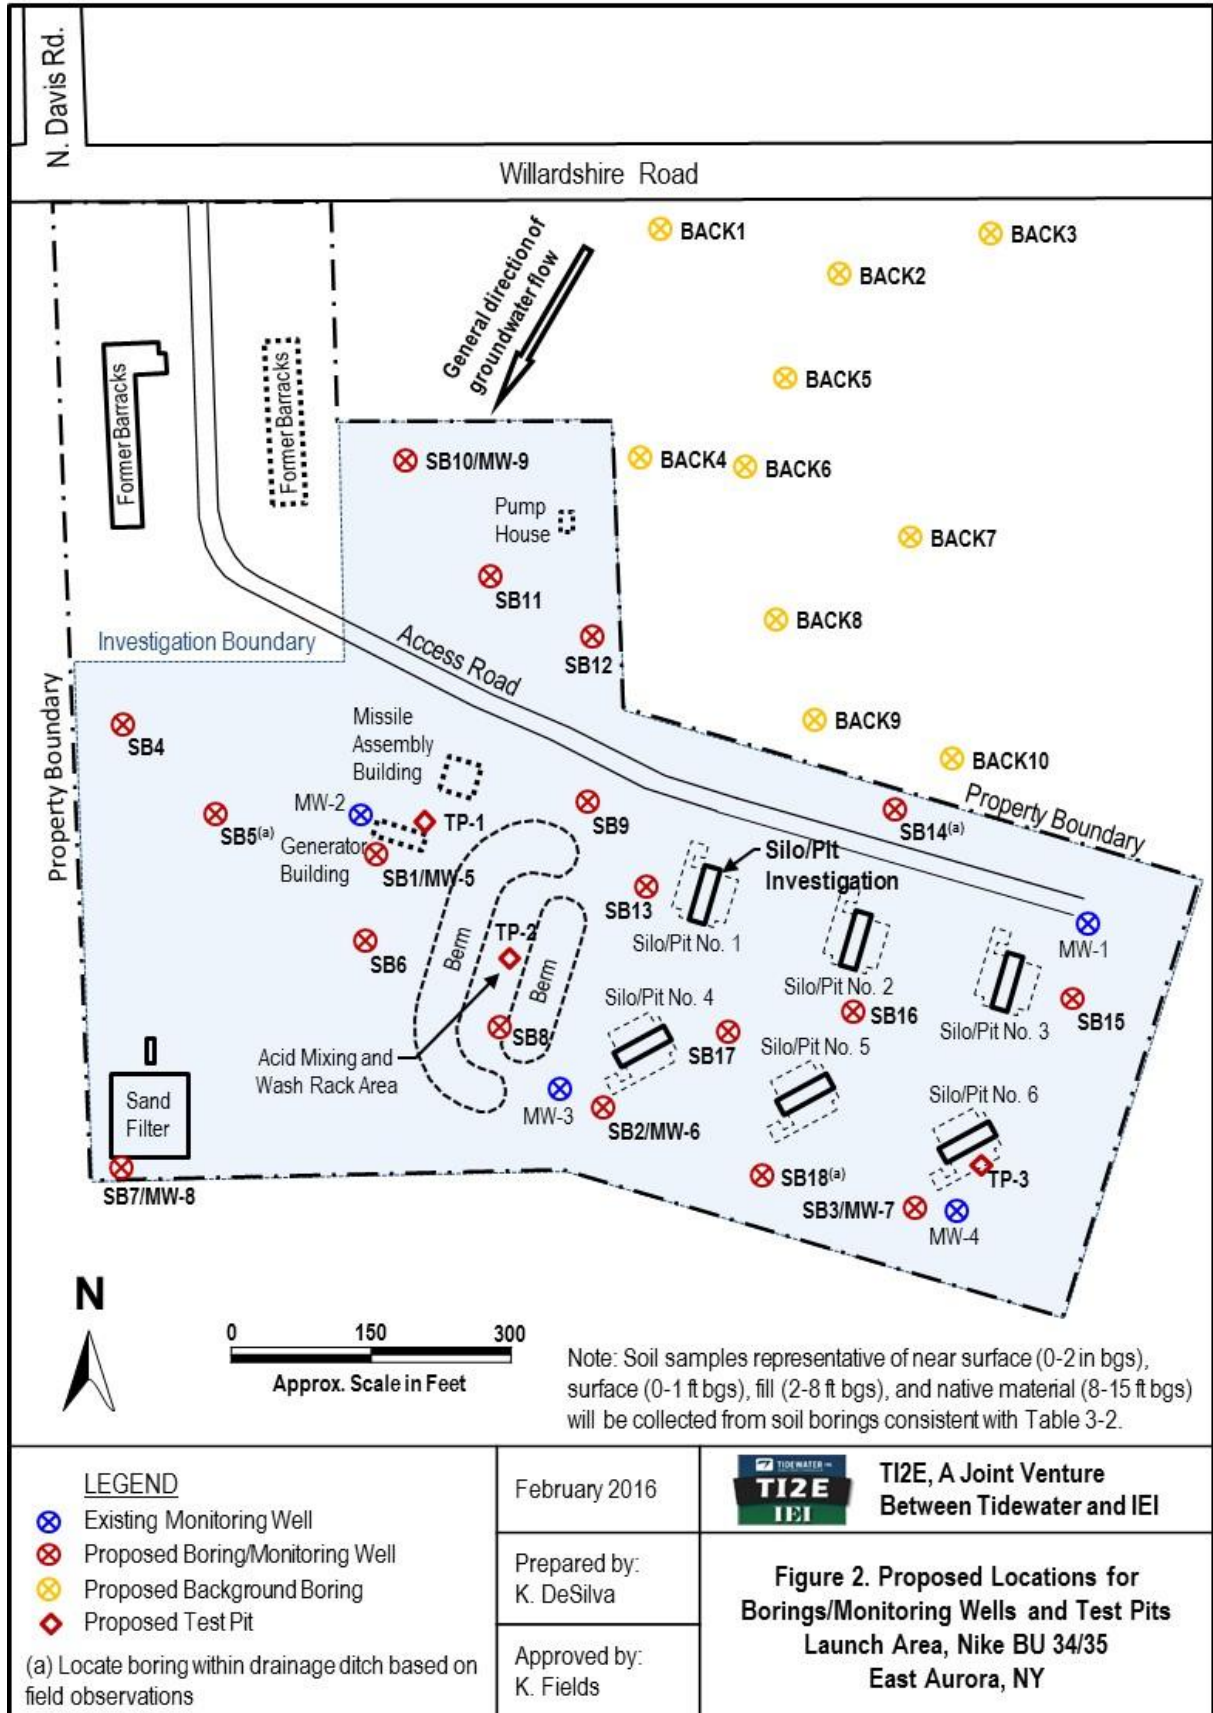 N. Davis Rd.
Willardshire Road
BACK1
BACK3
BACK2
General direction of
groundwater flow
BACK5
Former Barracks
Former Barracks
SB10/MW-9
BACK4
BACK6
Pump
House
BACK7
SB11
BACK8
Investigation Boundary
Access Road
SB12
Property Boundary
SB4
Missile
Assembly
Building
BACK9
BACK10
Property Boundary
MW-2
TP-1
SB9
SB14(a)
SB5(a)
Generator
Building
SB1/MW-5
Silo/Pit
Investigation
SB13
Silo/Pit No. 1
MW-1
SB6
Berm
TP-2
Berm
Silo/Pit No. 2
Silo/Pit No. 4
SB16
Silo/Pit No. 3
SB15
SB8
SB17
Silo/Pit No. 5
Acid Mixing and
Wash Rack Area
Sand
Filter
MW-3
SB2/MW-6
Silo/Pit No. 6
SB7/MW-8
SB18(a)
TP-3
SB3/MW-7
MW-4
N
0 150 300
Approx. Scale in Feet
Note: Soil samples representative of near surface (0-2 in bgs),
surface (0-1 ft bgs), fill (2-8 ft bgs), and native material (8-15 ft bgs)
will be collected from soil borings consistent with Table 3-2.
LEGEND
Existing Monitoring Well
Proposed Boring/Monitoring Well
Proposed Background Boring
Proposed Test Pit
(a) Locate boring within drainage ditch based on
field observations
February 2016
Prepared by:
K. DeSilva
Approved by:
K. Fields
TIDEWATER
TI2E
IEI
TI2E, A Joint Venture
Between Tidewater and IEI
Figure 2. Proposed Locations for
Borings/Monitoring Wells and Test Pits
Launch Area, Nike BU 34/35
East Aurora, NY